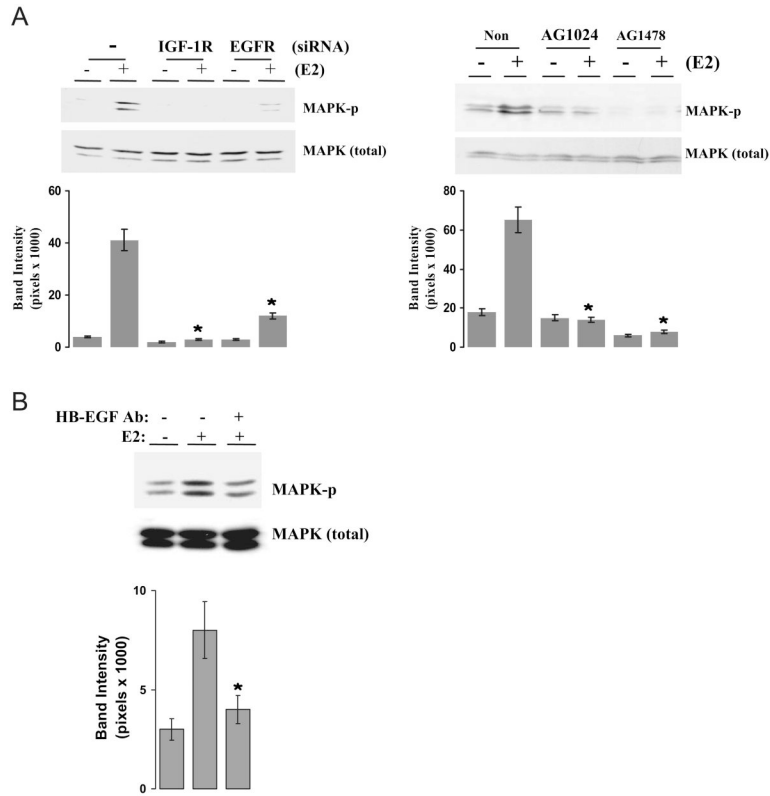 A
- IGF-1R EGFR (siRNA)
- + - + - + (E2)
MAPK-p
MAPK (total)
Band Intensity
(pixels x 1000)
60
40
20
0
*
*
Non AG1024 AG1478
- + - + - + (E2)
MAPK-p
MAPK (total)
Band Intensity
(pixels x 1000)
80
60
40
20
0
*
*
B
HB-EGF Ab: - - +
E2: - + +
MAPK-p
MAPK (total)
Band Intensity
(pixels x 1000)
10
5
0
*